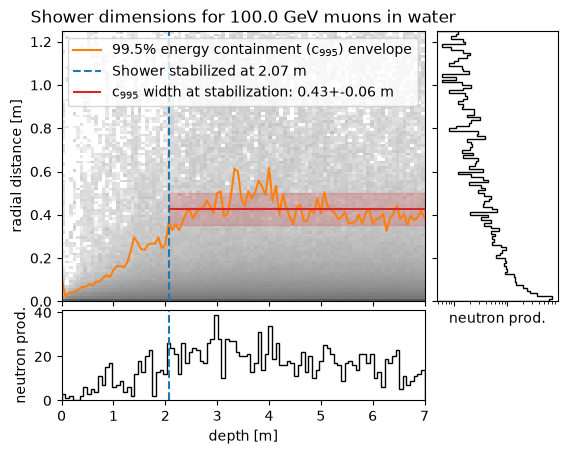 Shower dimensions for 100.0 GeV muons in water
99.5% energy containment (c₉₉₅) envelope
Shower stabilized at 2.07 m
c₉₉₅ width at stabilization: 0.43+-0.06 m
radial distance [m]
1.2
1.0
0.8
0.6
0.4
0.2
0.0
neutron prod.
neutron prod.
40
20
0
0 1 2 3 4 5 6 7
depth [m]